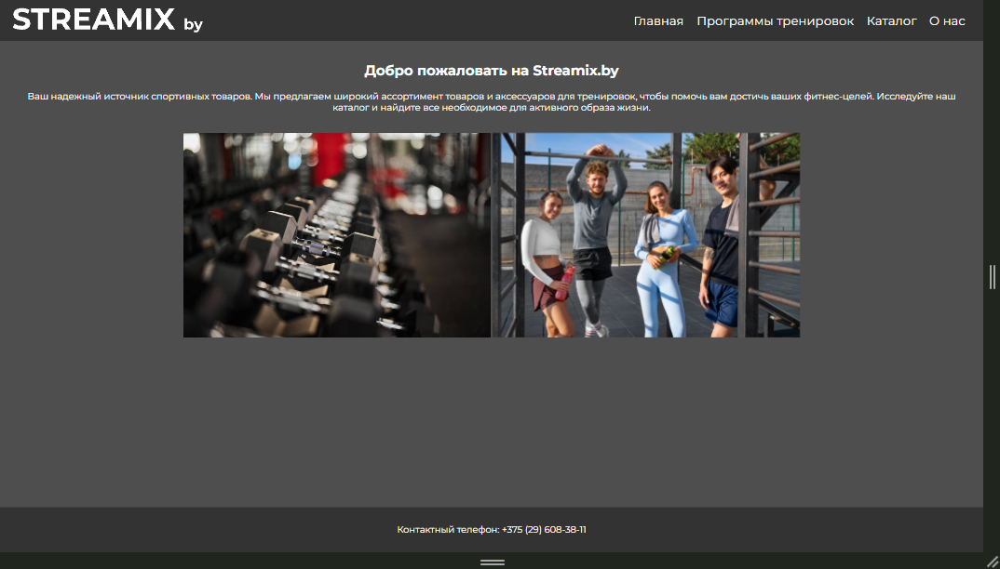 STREAMIX by
Главная Программы тренировок Каталог О нас
Добро пожаловать на Streamix.by
Ваш надежный источник спортивных товаров. Мы предлагаем широкий ассортимент товаров и аксессуаров для тренировок, чтобы помочь вам достичь ваших фитнес-целей. Исследуйте наш
каталог и найдите все необходимое для активного образа жизни.
Контактный телефон: +375 (29) 608-38-11